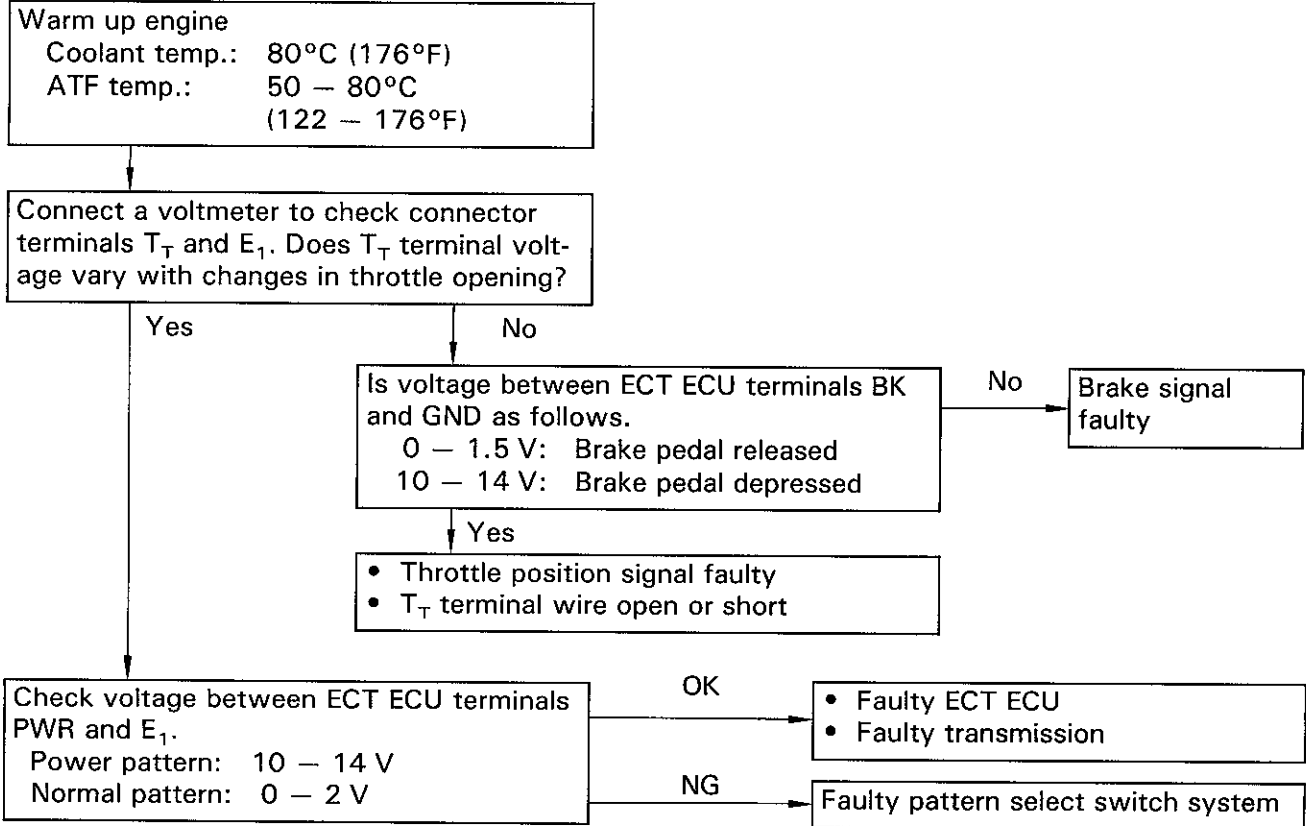 Warm up engine
Coolant temp.: 80°C (176°F)
ATF temp.: 50 — 80°C
(122 — 176°F)
Connect a voltmeter to check connector
terminals T_T and E₁. Does T_T terminal volt-
age vary with changes in throttle opening?
Yes
No
Is voltage between ECT ECU terminals BK
and GND as follows.
0 — 1.5 V: Brake pedal released
10 — 14 V: Brake pedal depressed
No
Brake signal
faulty
Yes
• Throttle position signal faulty
• T_T terminal wire open or short
Check voltage between ECT ECU terminals
PWR and E₁.
Power pattern: 10 — 14 V
Normal pattern: 0 — 2 V
OK
• Faulty ECT ECU
• Faulty transmission
NG
Faulty pattern select switch system